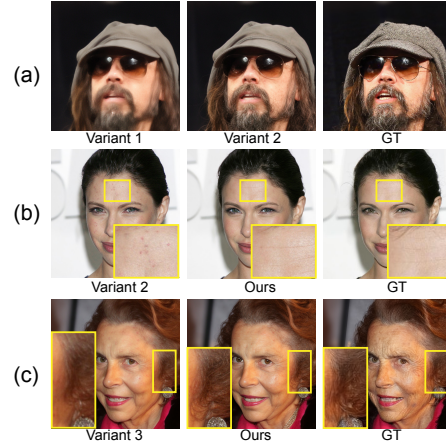 (a)
Variant 1 Variant 2 GT
(b)
Variant 2 Ours GT
(c)
Variant 3 Ours GT